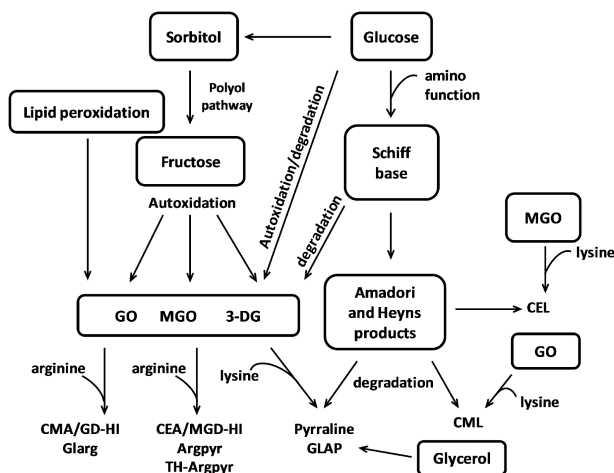 Sorbitol
Glucose
Polyol
pathway
amino
function
Lipid peroxidation
Fructose
Autoxidation/degradation
Schiff
base
Autoxidation
degradation
MGO
lysine
GO MGO 3-DG
Amadori
and Heyns
products
CEL
GO
arginine
arginine
lysine
degradation
lysine
CMA/GD-HI
Glarg
CEA/MGD-HI
Argpyr
TH-Argpyr
Pyrraline
GLAP
CML
Glycerol